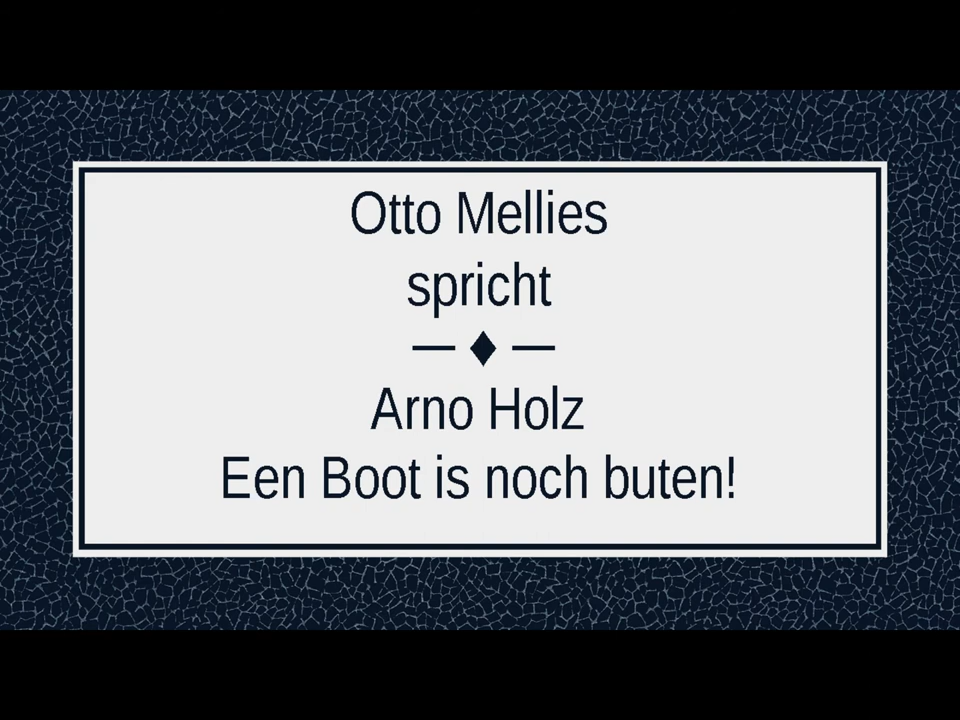 Otto Mellies
spricht
— ♦ —
Arno Holz
Een Boot is noch buten!